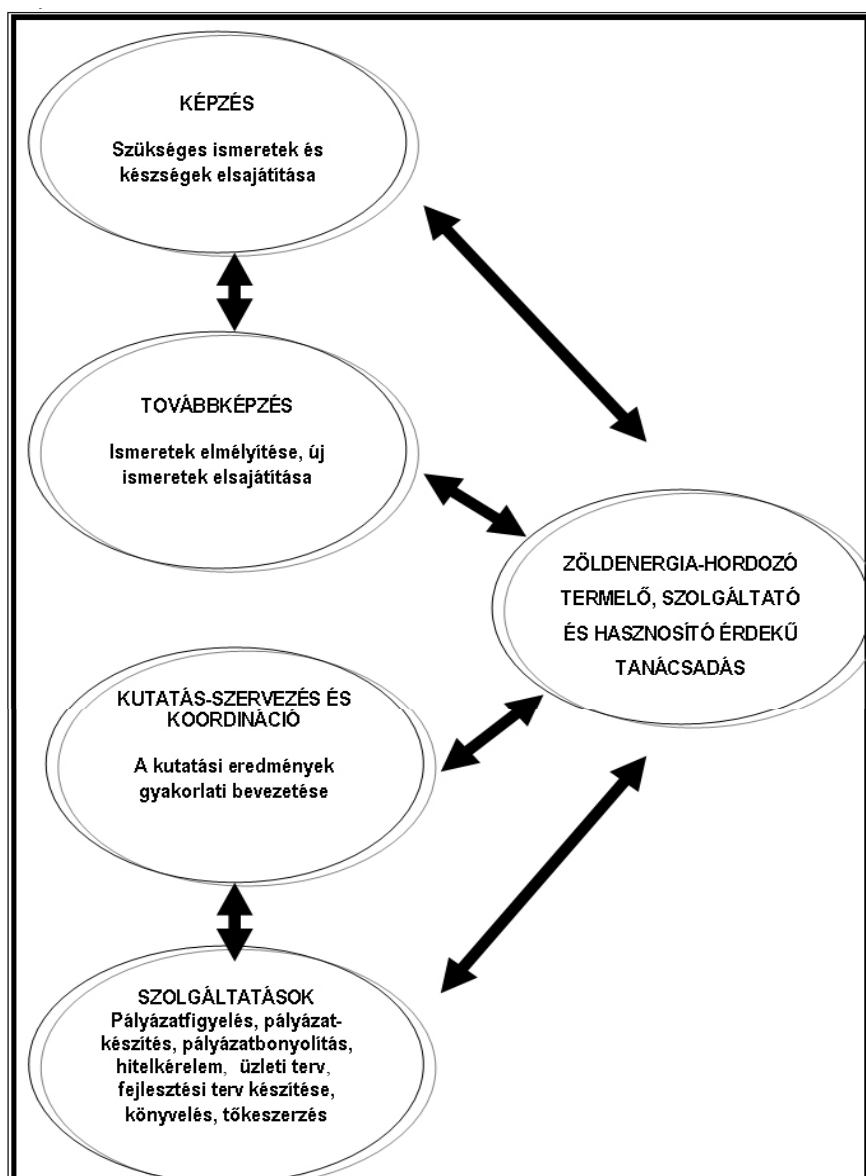 KÉPZÉS
Szükséges ismeretek és
készségek elsajátítása
TOVÁBBKÉPZÉS
Ismeretek elmélyítése, új
ismeretek elsajátítása
ZÖLDENERGIA-HORDOZÓ
TERMELŐ, SZOLGÁLTATÓ
ÉS HASZNOSÍTÓ ÉRDEKŰ
TANÁCSADÁS
KUTATÁS-SZERVEZÉS ÉS
KOORDINÁCIÓ
A kutatási eredmények
gyakorlati bevezetése
SZOLGÁLTATÁSOK
Pályázatfigyelés, pályázat-
készítés, pályázatbonyolítás,
hitelkérelem, üzleti terv,
fejlesztési terv készítése,
könyvelés, tőkeszerzés